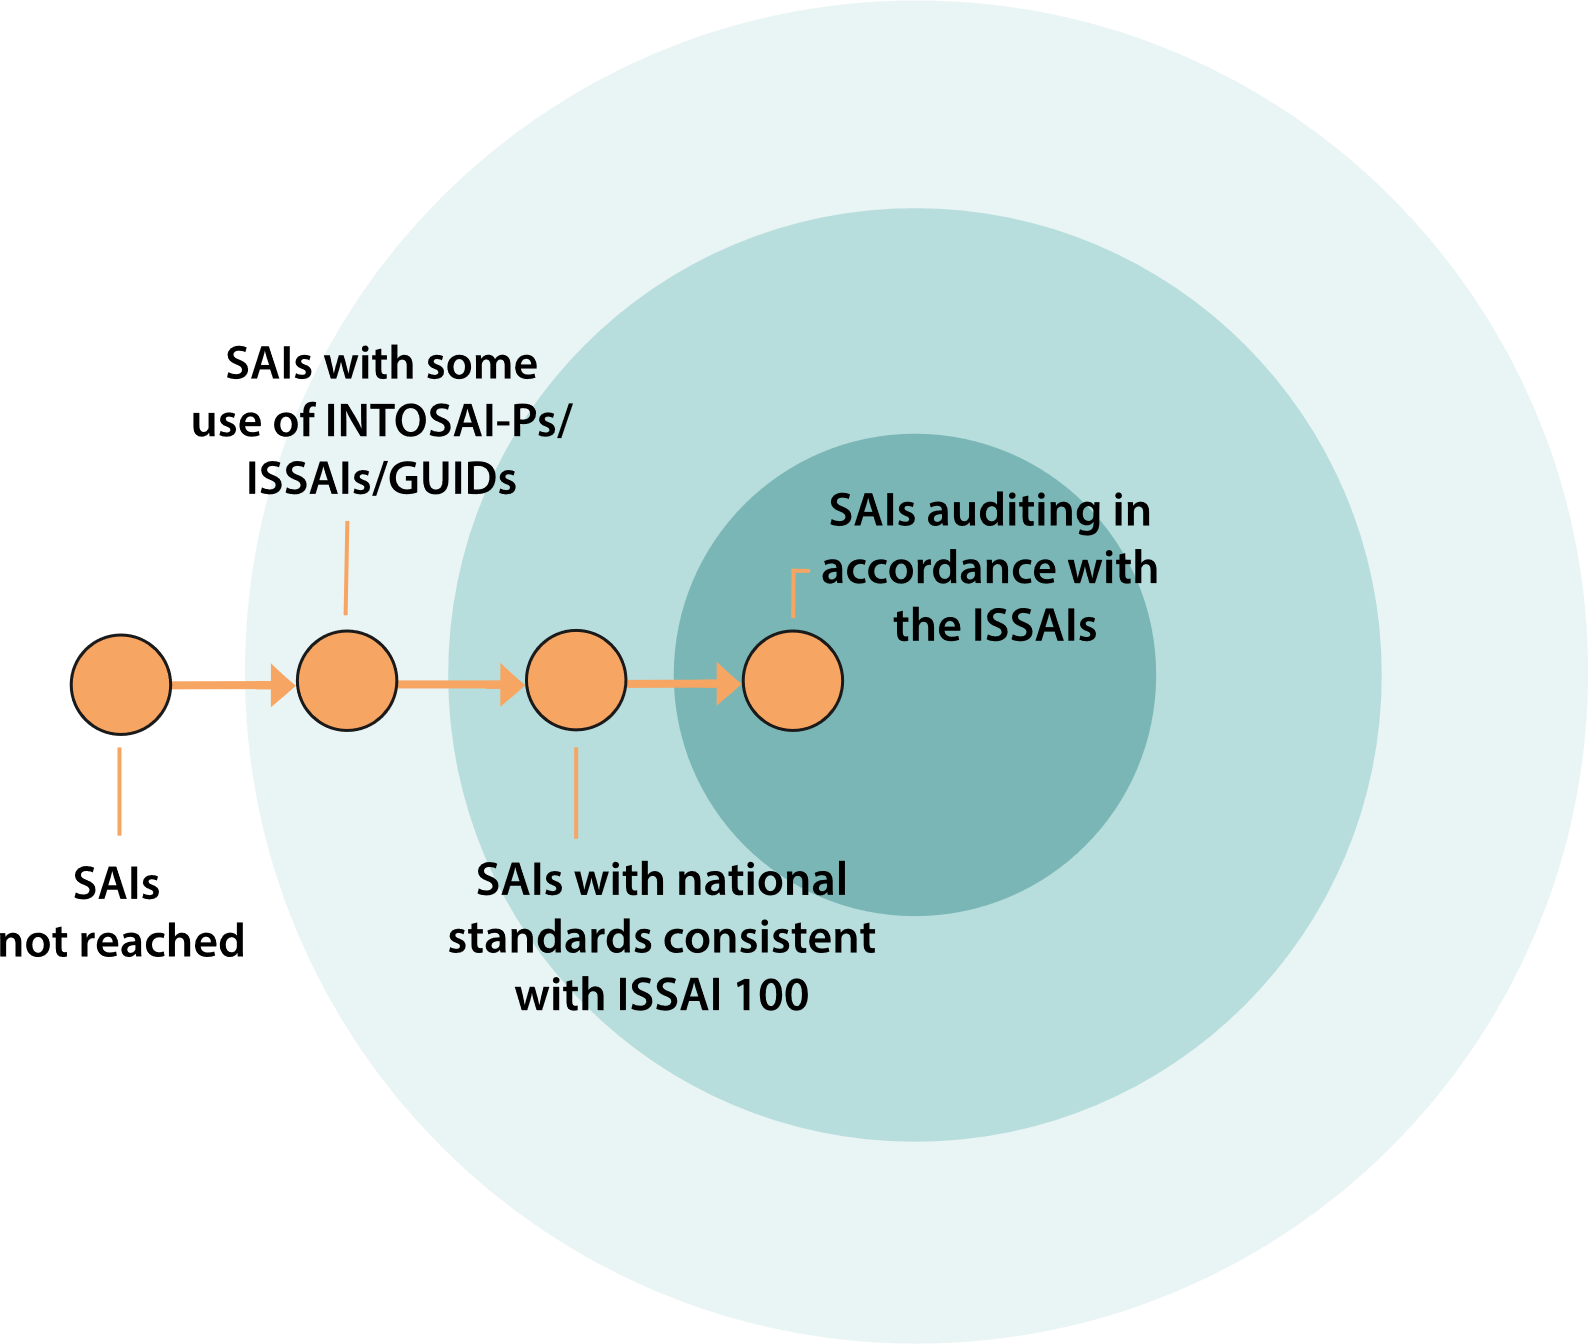 SAIs with some
use of INTOSAI-Ps/
ISSAIs/GUIDs
SAIs auditing in
accordance with
the ISSAIs
SAIs
not reached
SAIs with national
standards consistent
with ISSAI 100